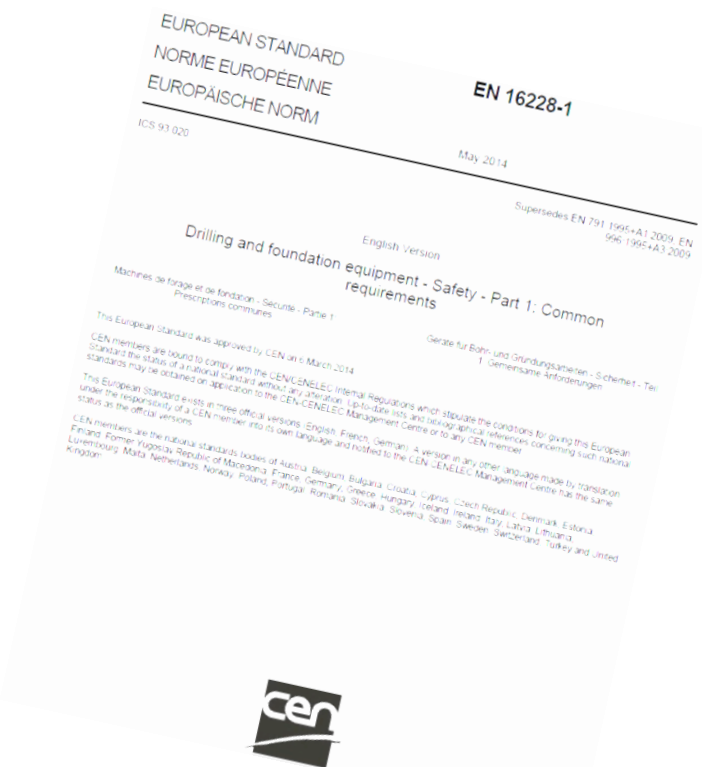 EUROPEAN STANDARD
NORME EUROPÉENNE
EUROPÄISCHE NORM
EN 16228-1
May 2014
ICS 93.020
Supersedes EN 791:1995+A1:2009, EN
996:1995+A3:2009
English Version
Drilling and foundation equipment - Safety - Part 1: Common
requirements
Machines de forage et de fondation - Sécurité - Partie 1:
Prescriptions communes
Geräte für Bohr- und Gründungsarbeiten - Sicherheit - Teil
1: Gemeinsame Anforderungen
This European Standard was approved by CEN on 6 March 2014.
CEN members are bound to comply with the CEN/CENELEC Internal Regulations which stipulate the conditions for giving this European
Standard the status of a national standard without any alteration. Up-to-date lists and bibliographical references concerning such national
standards may be obtained on application to the CEN-CENELEC Management Centre or to any CEN member.
This European Standard exists in three official versions (English, French, German). A version in any other language made by translation
under the responsibility of a CEN member into its own language and notified to the CEN-CENELEC Management Centre has the same
status as the official versions.
CEN members are the national standards bodies of Austria, Belgium, Bulgaria, Croatia, Cyprus, Czech Republic, Denmark, Estonia,
Finland, Former Yugoslav Republic of Macedonia, France, Germany, Greece, Hungary, Iceland, Ireland, Italy, Latvia, Lithuania,
Luxembourg, Malta, Netherlands, Norway, Poland, Portugal, Romania, Slovakia, Slovenia, Spain, Sweden, Switzerland, Turkey and United
Kingdom.
cen